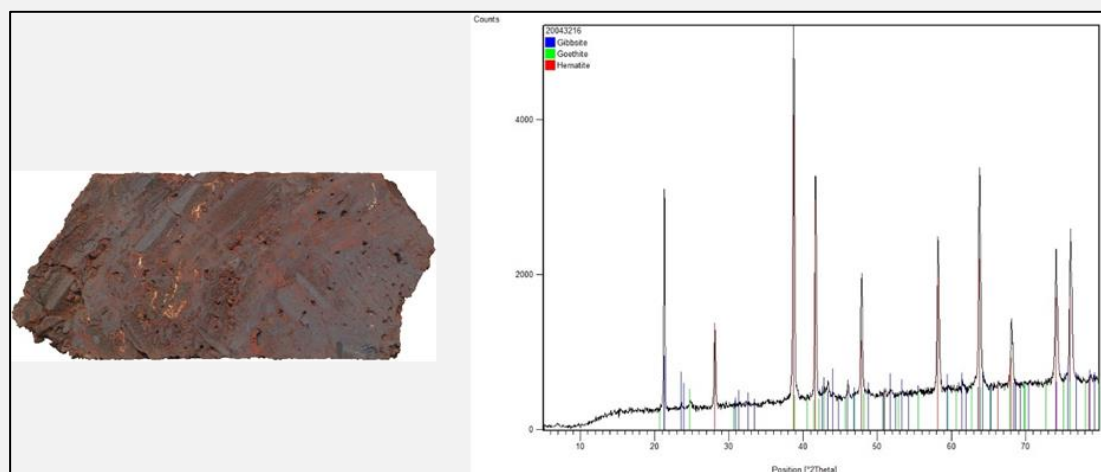 Counts
20043216
Gibbsite
Goethite
Hematite
4000
2000
0
10 20 30 40 50 60 70
Position [°2Theta]